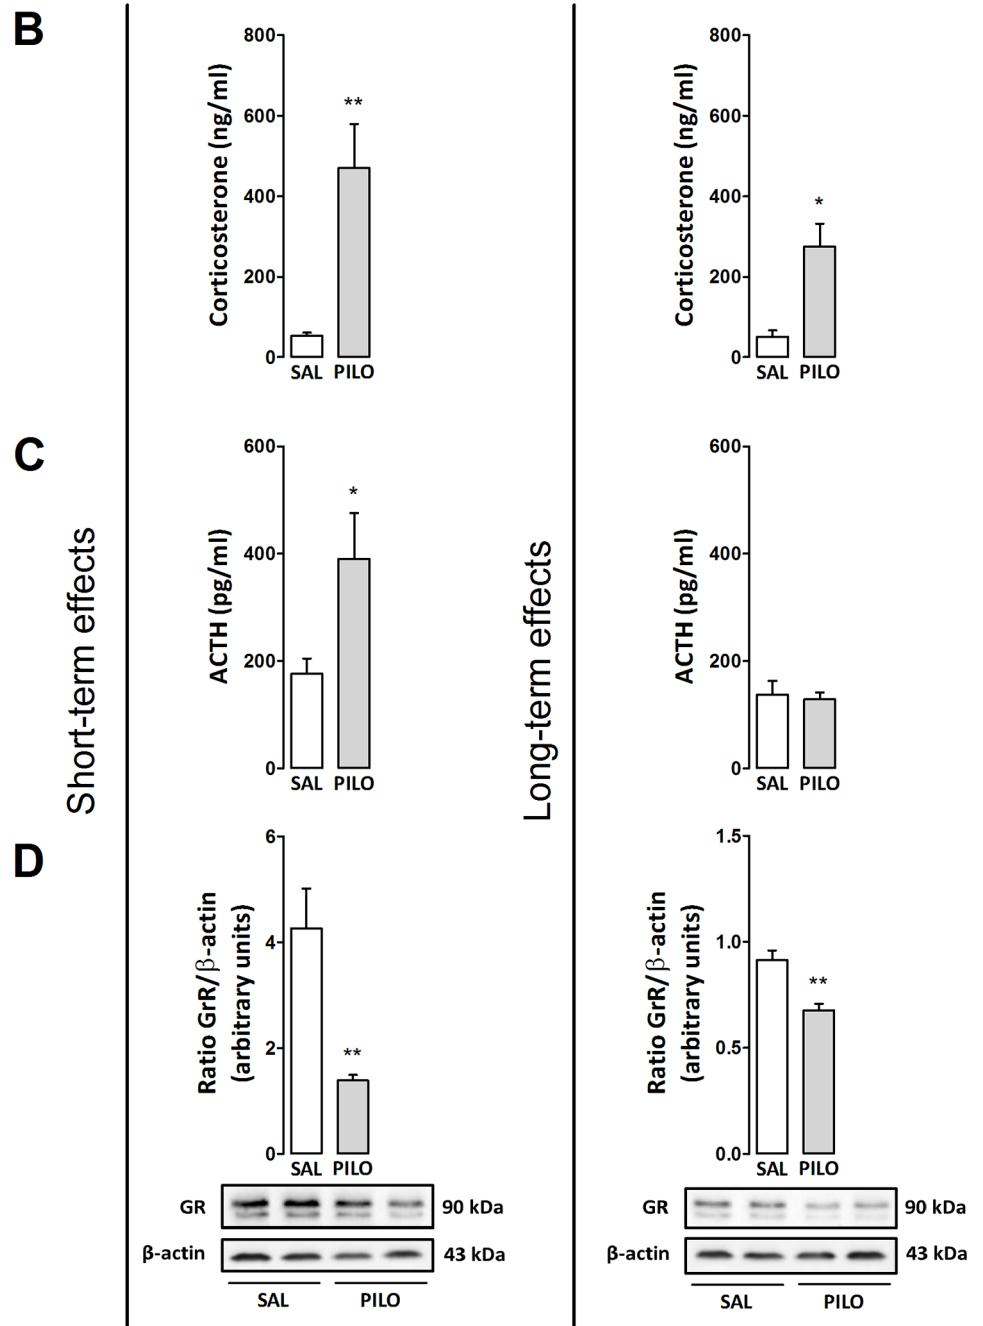 B
Short-term effects
Corticosterone (ng/ml)
800
600
400
200
0
**
SAL PILO
Long-term effects
Corticosterone (ng/ml)
800
600
400
200
0
*
SAL PILO
C
ACTH (pg/ml)
600
400
200
0
*
SAL PILO
ACTH (pg/ml)
600
400
200
0
SAL PILO
D
Ratio GrR/β-actin
(arbitrary units)
6
4
2
0
**
SAL PILO
GR 90 kDa
β-actin 43 kDa
SAL PILO
Ratio GrR/β-actin
(arbitrary units)
1.5
1.0
0.5
0.0
**
SAL PILO
GR 90 kDa
β-actin 43 kDa
SAL PILO